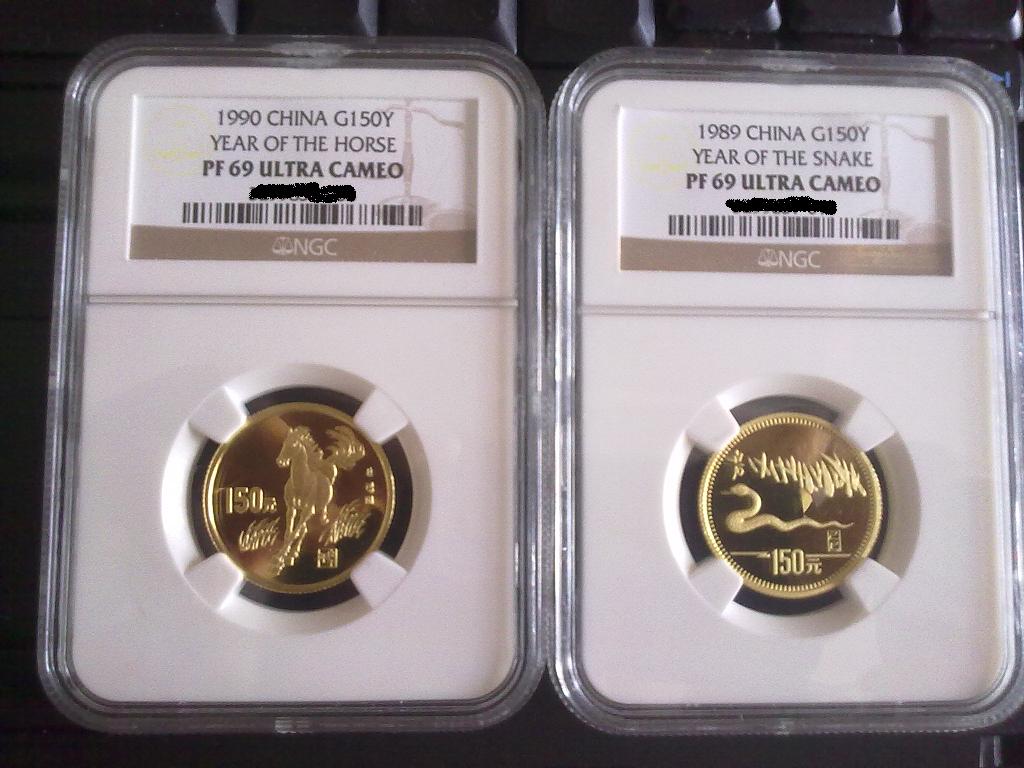 1990 CHINA G150Y
YEAR OF THE HORSE
PF 69 ULTRA CAMEO
NGC
150元
1989 CHINA G150Y
YEAR OF THE SNAKE
PF 69 ULTRA CAMEO
NGC
150元